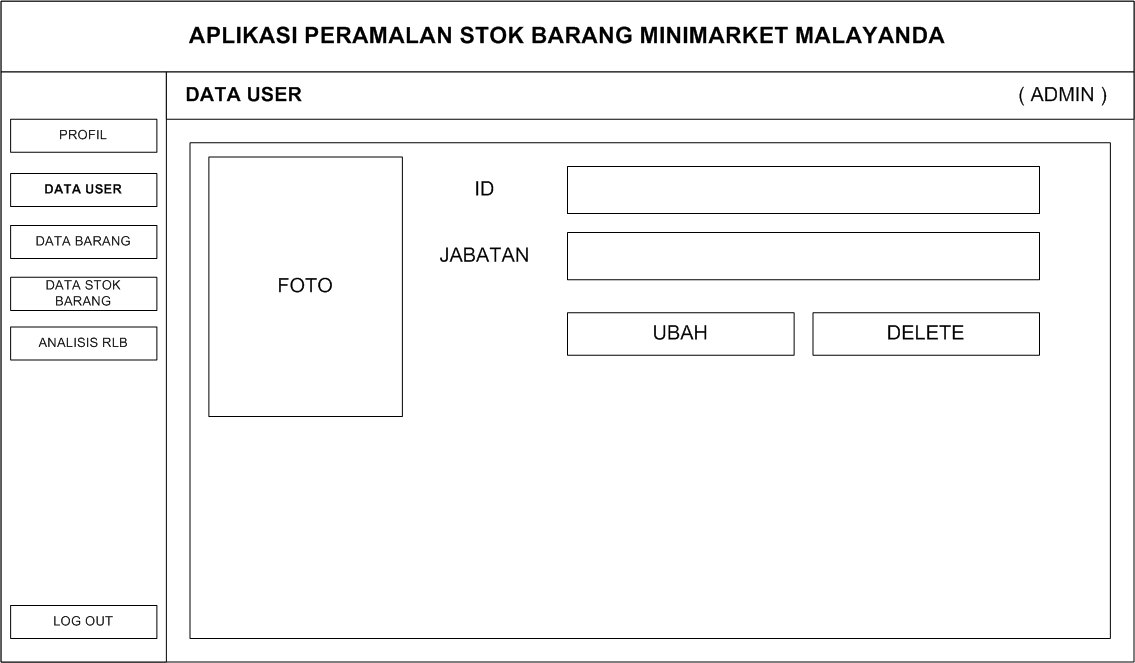 APLIKASI PERAMALAN STOK BARANG MINIMARKET MALAYANDA
DATA USER
( ADMIN )
PROFIL
DATA USER
DATA BARANG
DATA STOK
BARANG
ANALISIS RLB
LOG OUT
FOTO
ID
JABATAN
UBAH
DELETE